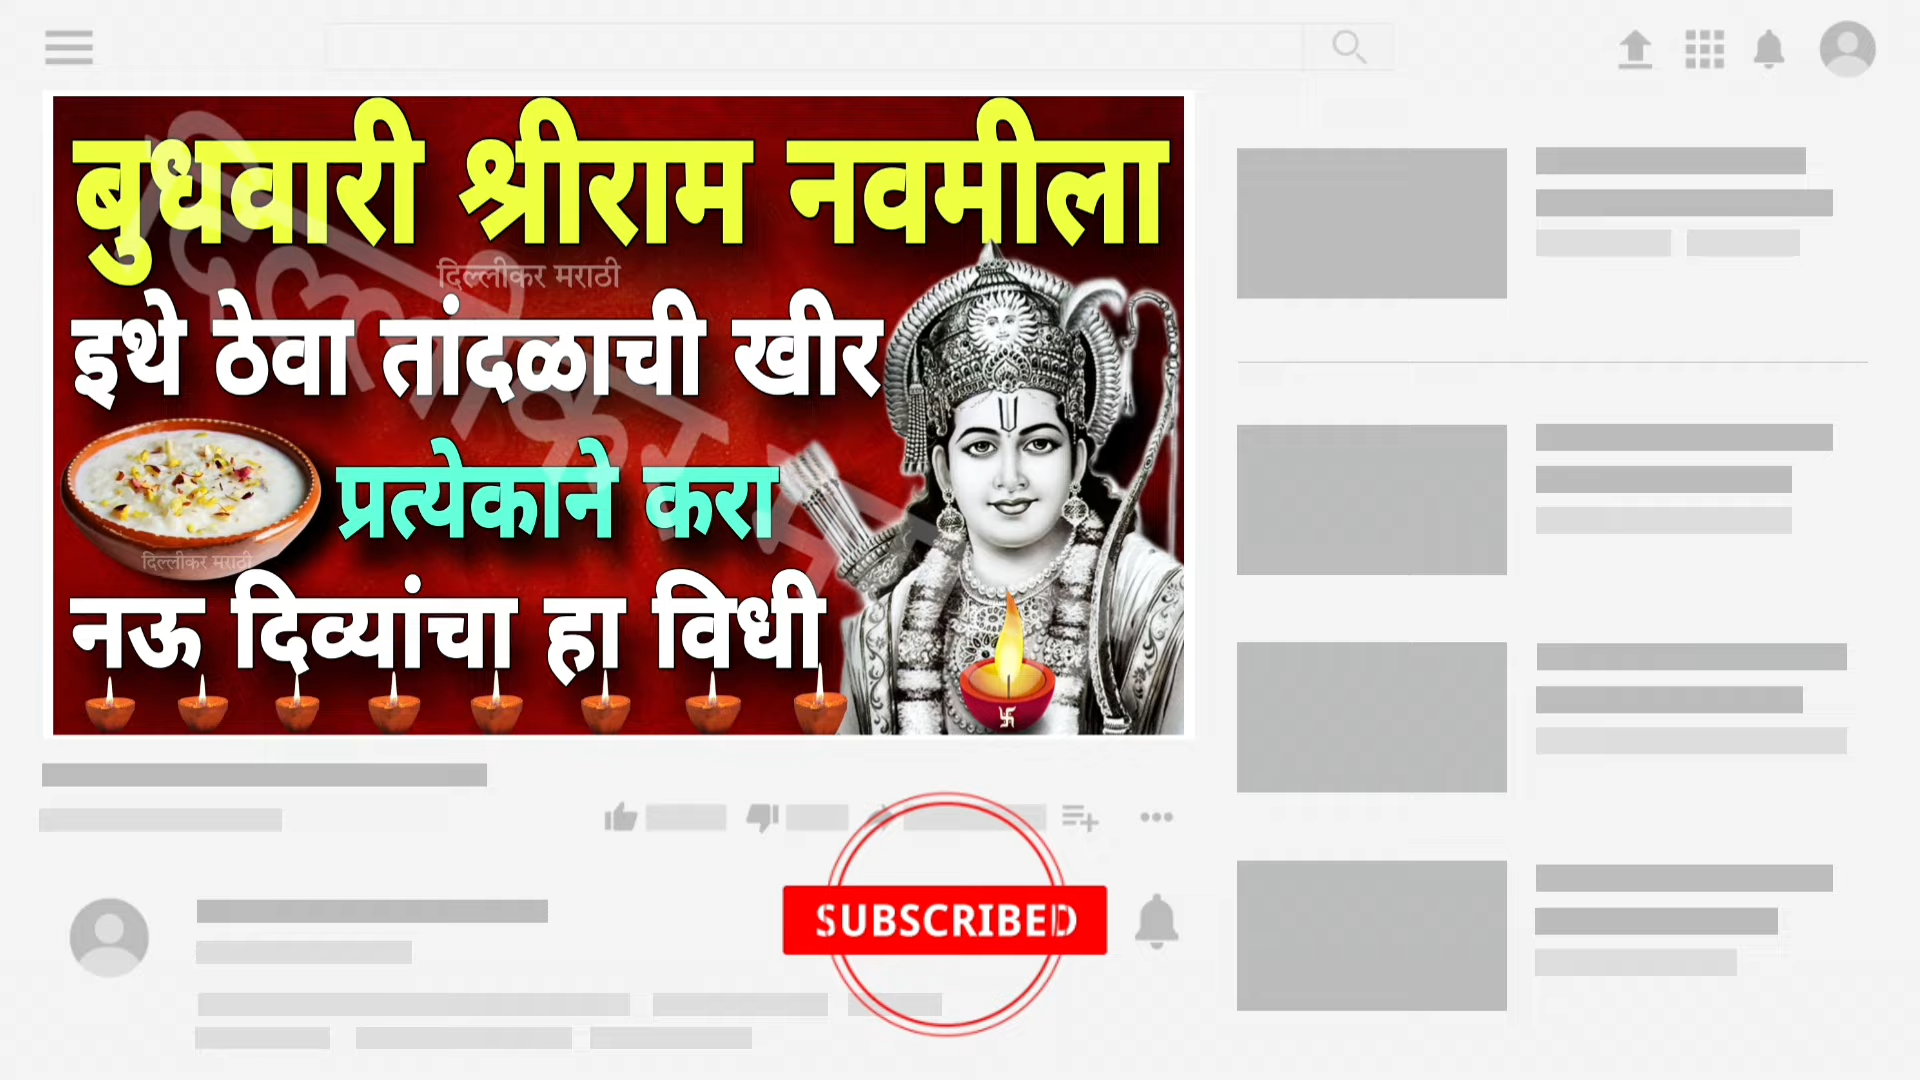 बुधवारी श्रीराम नवमीला
दिल्लीकर मराठी
इथे ठेवा तांदळाची खीर
प्रत्येकाने करा
दिल्लीकर मराठी
नऊ दिव्यांचा हा विधी
SUBSCRIBED